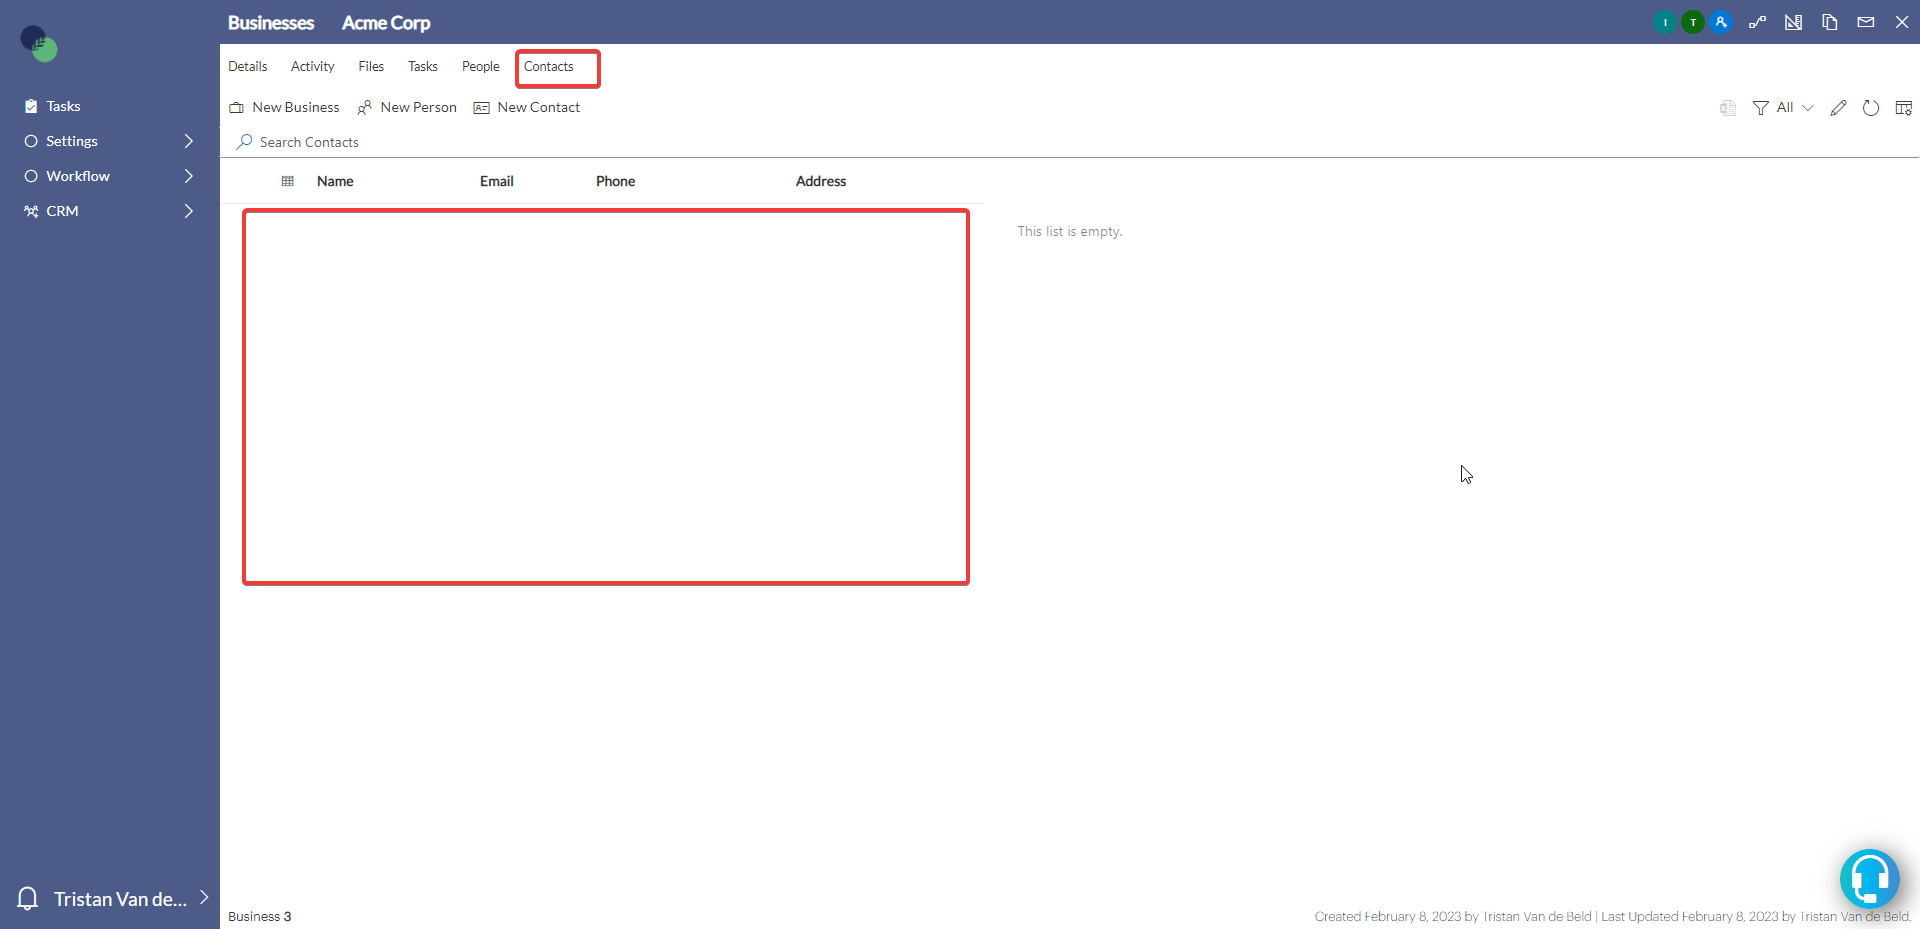 Businesses Acme Corp
I T
Details Activity Files Tasks People Contacts
Tasks
Settings
Workflow
CRM
New Business New Person New Contact
All
Search Contacts
Name Email Phone Address
This list is empty.
Tristan Van de...
Business 3
Created February 8, 2023 by Tristan Van de Beld | Last Updated February 8, 2023 by Tristan Van de Beld.